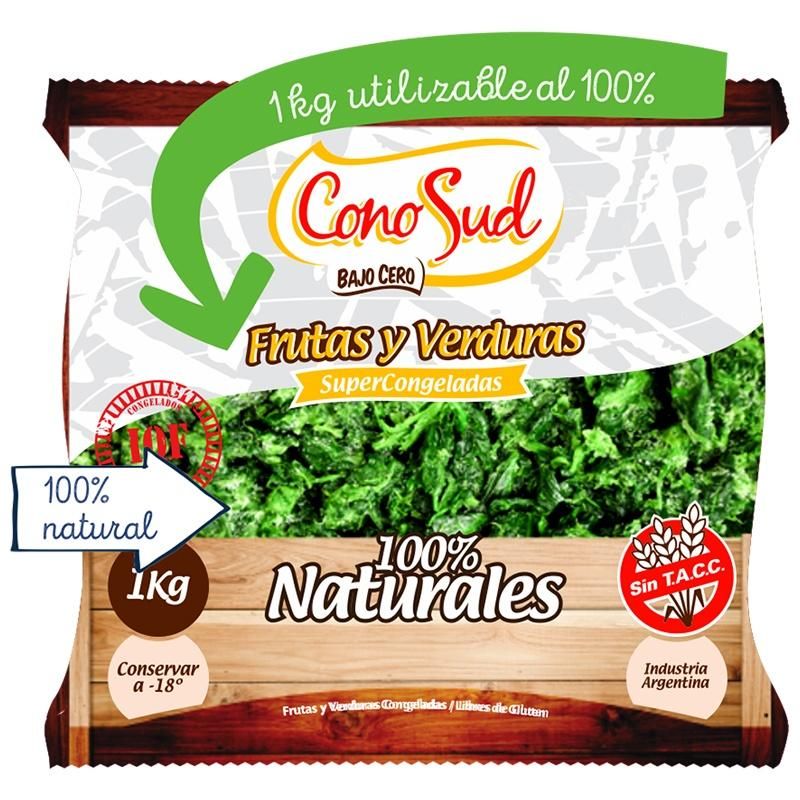 1kg utilizable al 100%
Cono Sud
BAJO CERO
Frutas y Verduras
SuperCongeladas
CONGELADOS
IQF
100%
natural
1Kg
100%
Naturales
Sin T.A.C.C.
Conservar
a -18º
Industria
Argentina
Frutas y Verduras Congeladas / Libres de Gluten